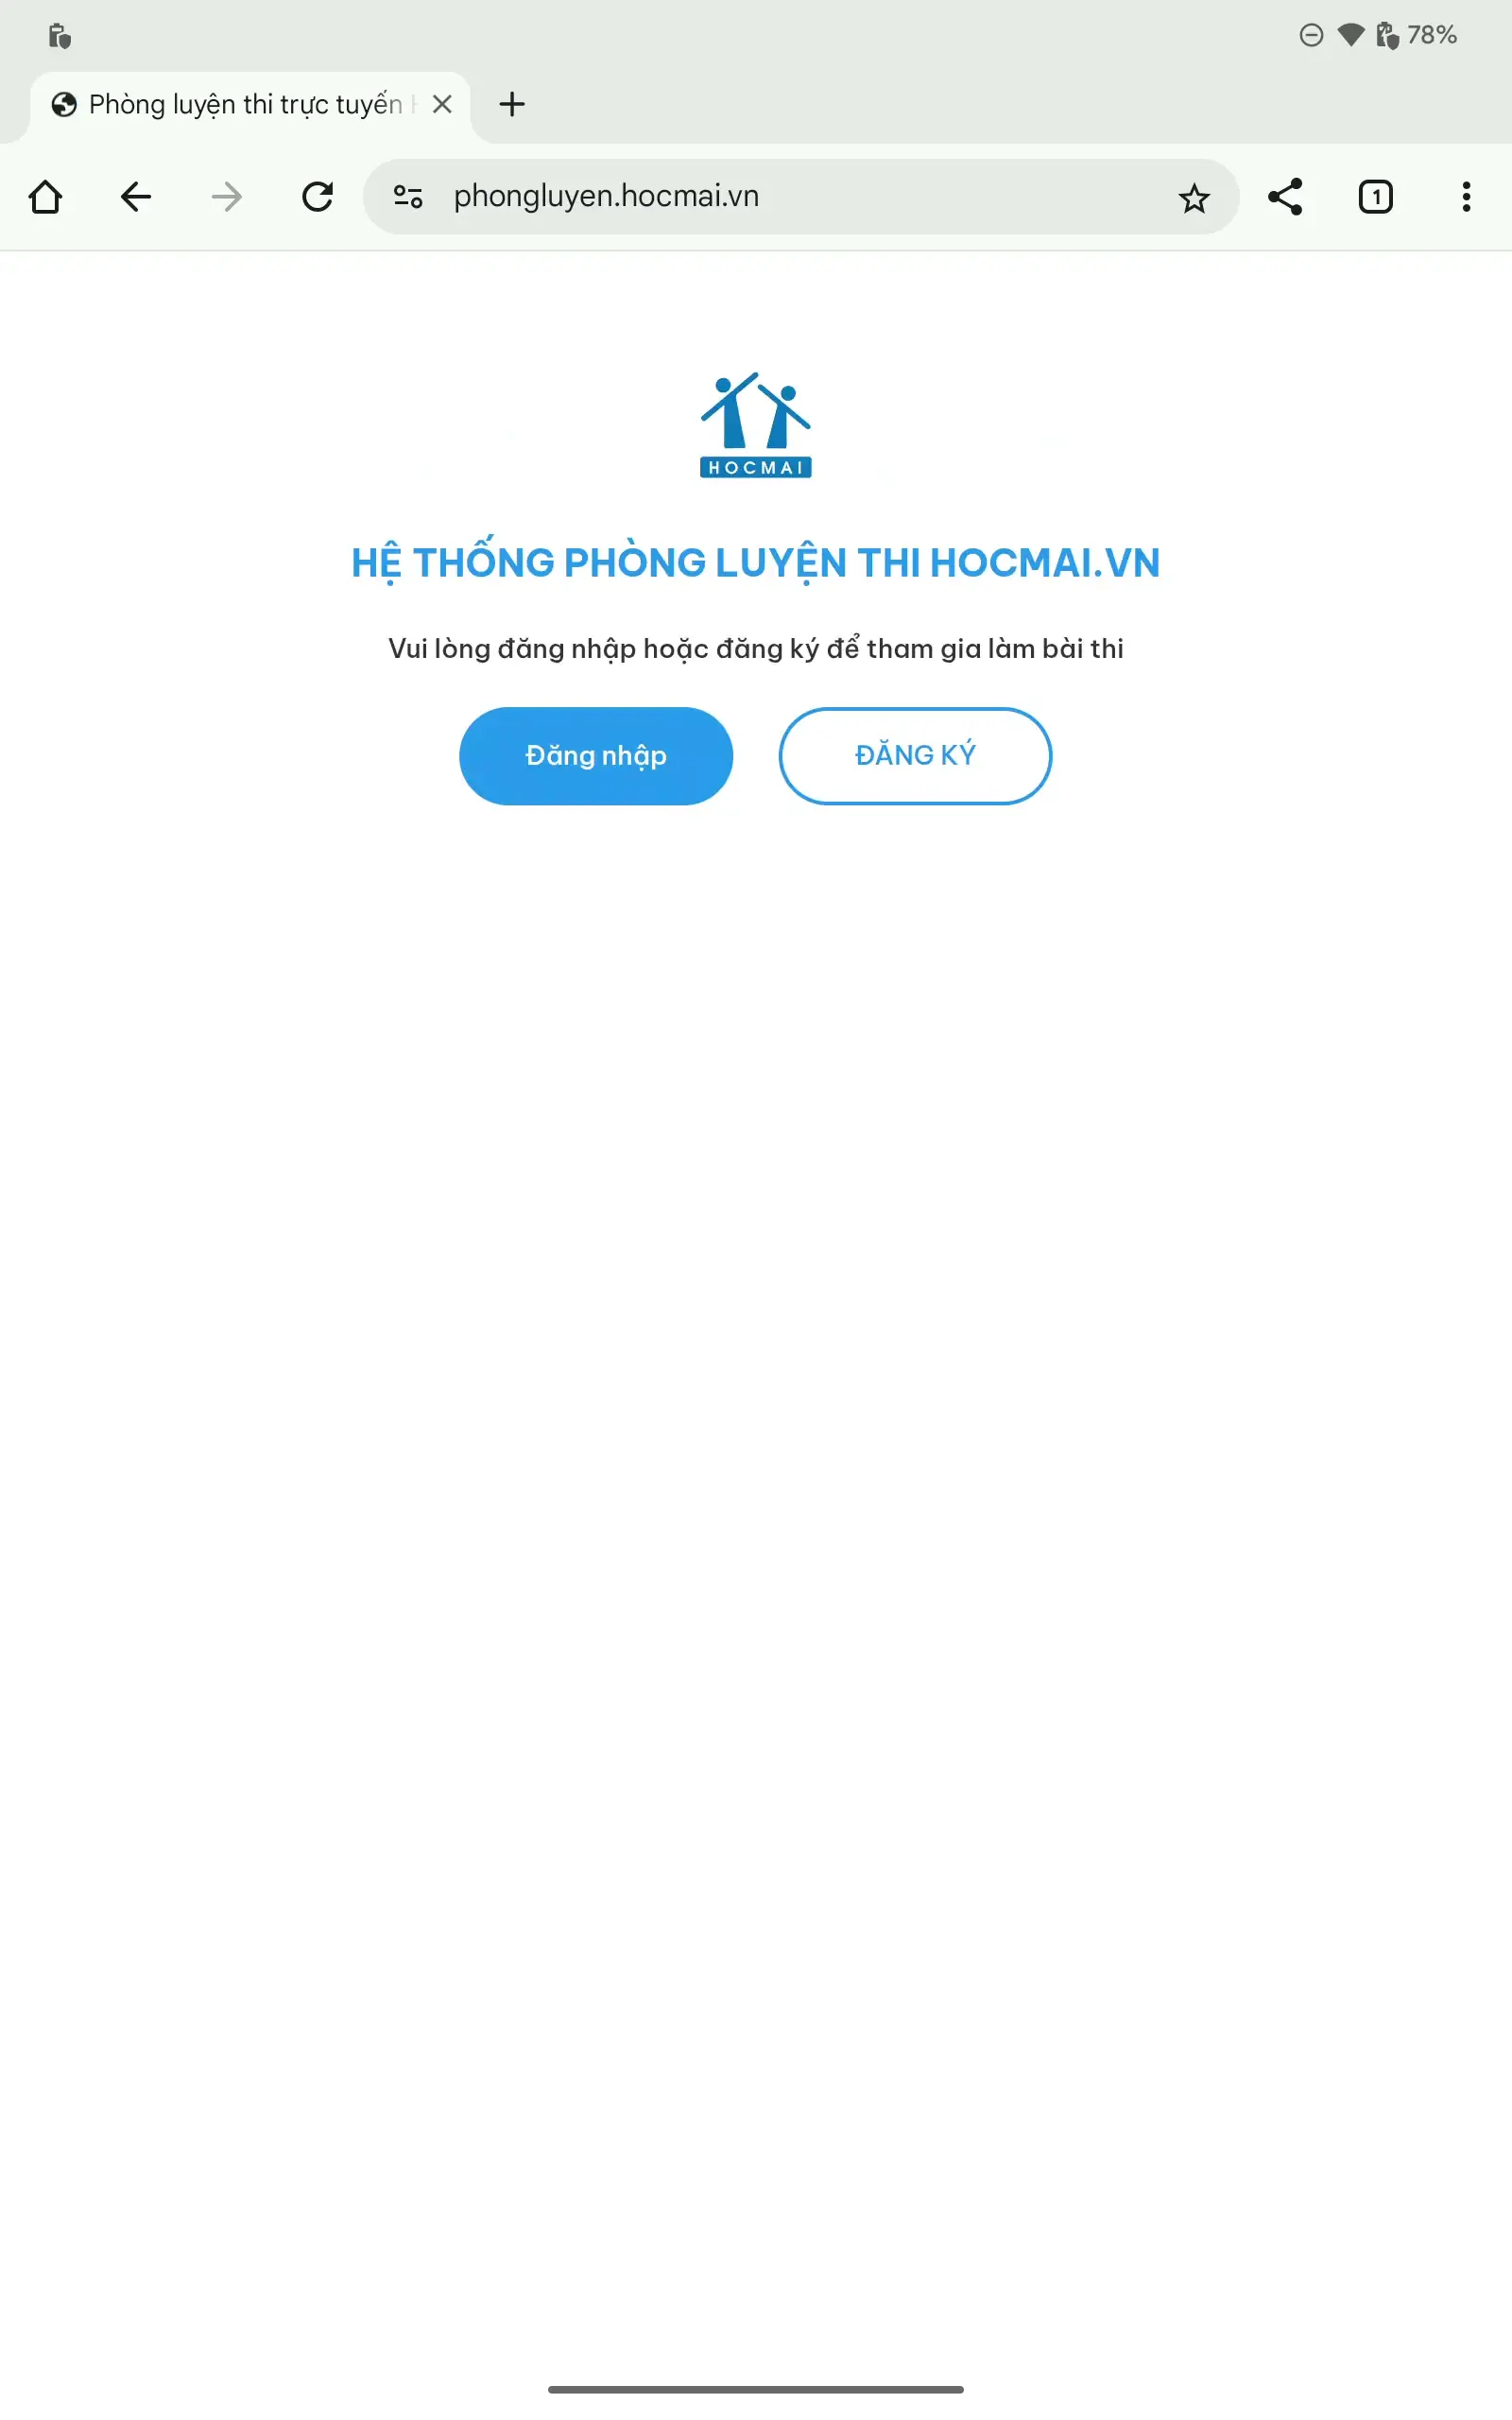 78%
Phòng luyện thi trực tuyến
phongluyen.hocmai.vn
1
HOCMAI
HỆ THỐNG PHÒNG LUYỆN THI HOCMAI.VN
Vui lòng đăng nhập hoặc đăng ký để tham gia làm bài thi
Đăng nhập
ĐĂNG KÝ